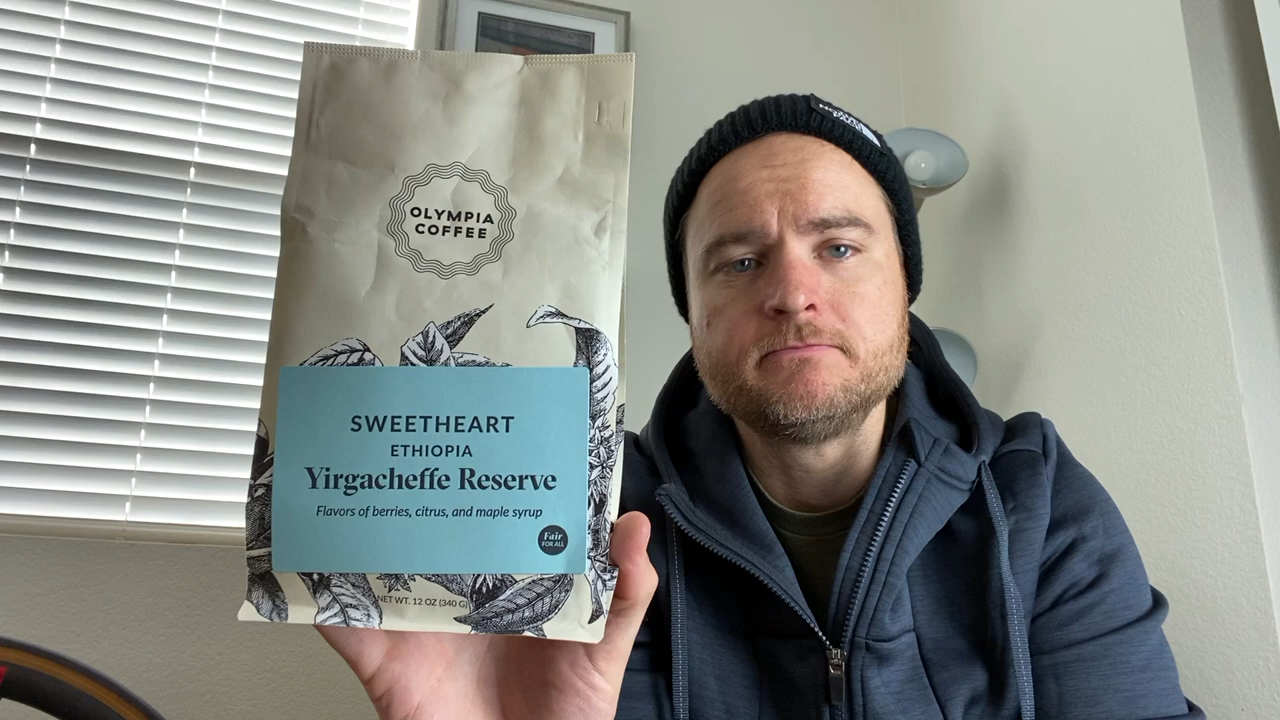 OLYMPIA
COFFEE
SWEETHEART
ETHIOPIA
Yirgacheffe Reserve
Flavors of berries, citrus, and maple syrup
Fair
FOR ALL
NET WT. 12 OZ (340 G)
NORTH